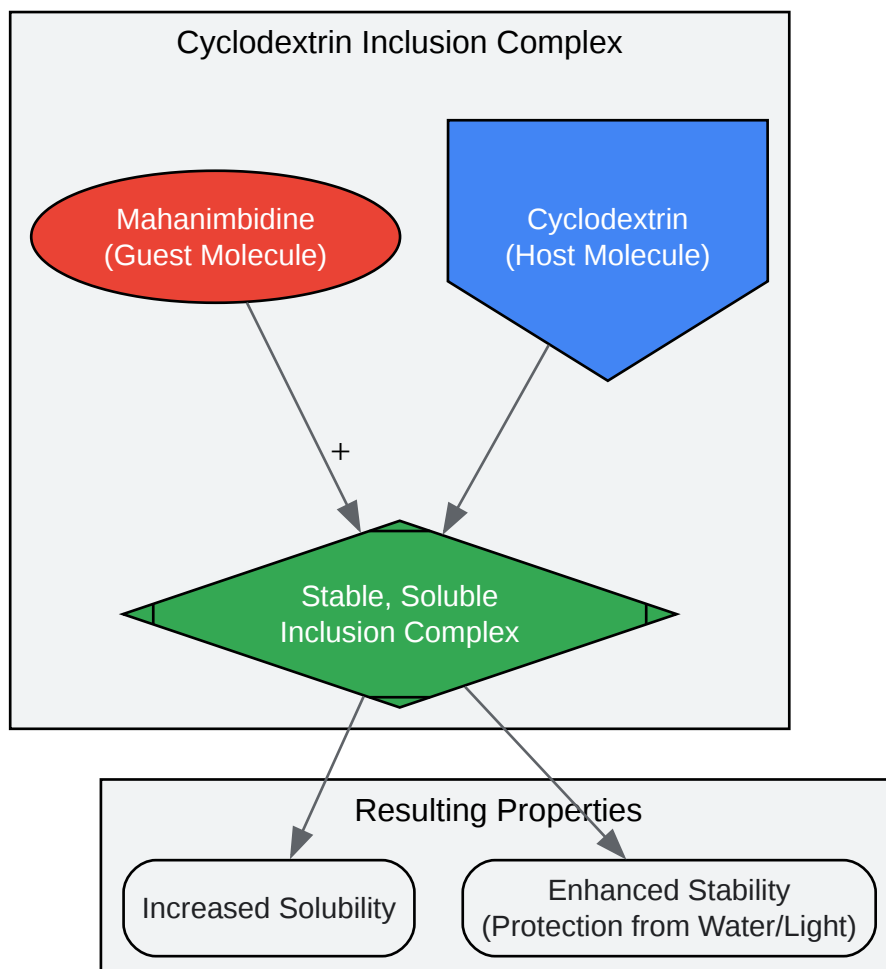 Cyclodextrin Inclusion Complex
Mahanimbidine
(Guest Molecule)
Cyclodextrin
(Host Molecule)
+
Stable, Soluble
Inclusion Complex
Resulting Properties
Increased Solubility
Enhanced Stability
(Protection from Water/Light)